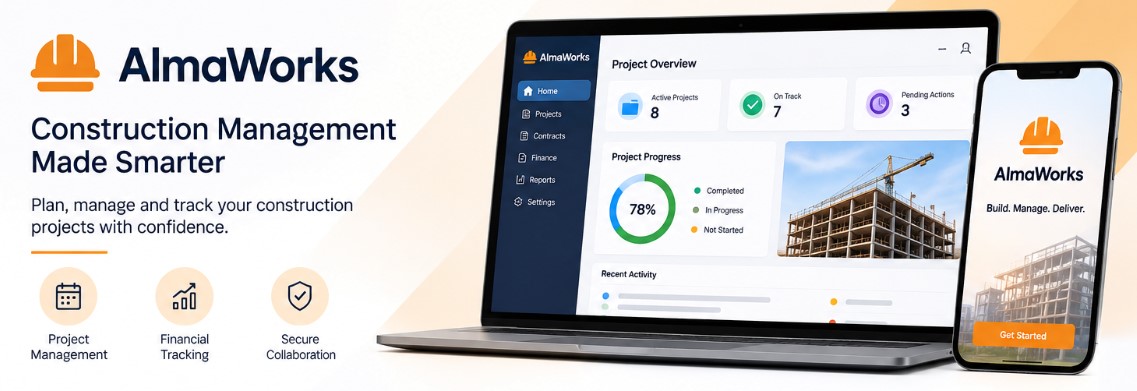 AlmaWorks
Construction Management
Made Smarter
Plan, manage and track your construction
projects with confidence.
Project
Management
Financial
Tracking
Secure
Collaboration
AlmaWorks
Home
Projects
Contracts
Finance
Reports
Settings
Project Overview
Active Projects
8
On Track
7
Pending Actions
3
Project Progress
78%
Completed
In Progress
Not Started
Recent Activity
AlmaWorks
Build. Manage. Deliver.
Get Started